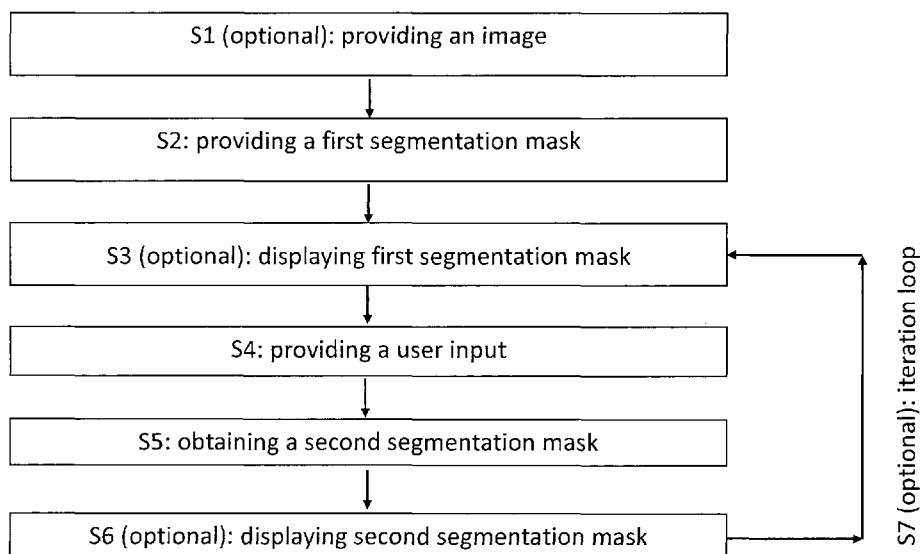 S1 (optional): providing an image
S2: providing a first segmentation mask
S3 (optional): displaying first segmentation mask
S4: providing a user input
S5: obtaining a second segmentation mask
S6 (optional): displaying second segmentation mask
S7 (optional): iteration loop